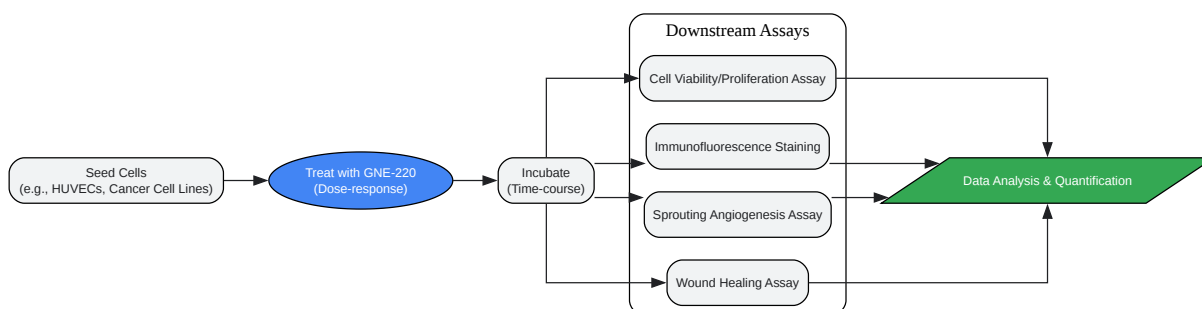 Downstream Assays
Cell Viability/Proliferation Assay
Immunofluorescence Staining
Seed Cells
(e.g., HUVECs, Cancer Cell Lines)
Treat with GNE-220
(Dose-response)
Incubate
(Time-course)
Data Analysis & Quantification
Sprouting Angiogenesis Assay
Wound Healing Assay